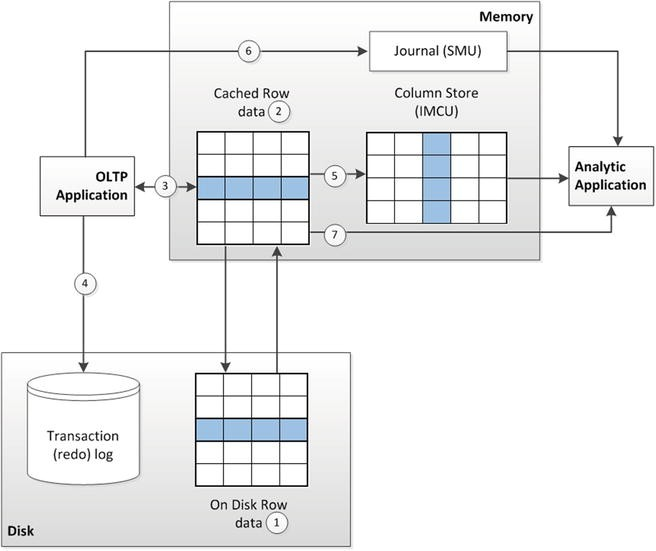 Memory
6
Journal (SMU)
Cached Row
data 2
Column Store
(IMCU)
OLTP
Application
3
5
Analytic
Application
7
4
Transaction
(redo) log
On Disk Row
data 1
Disk